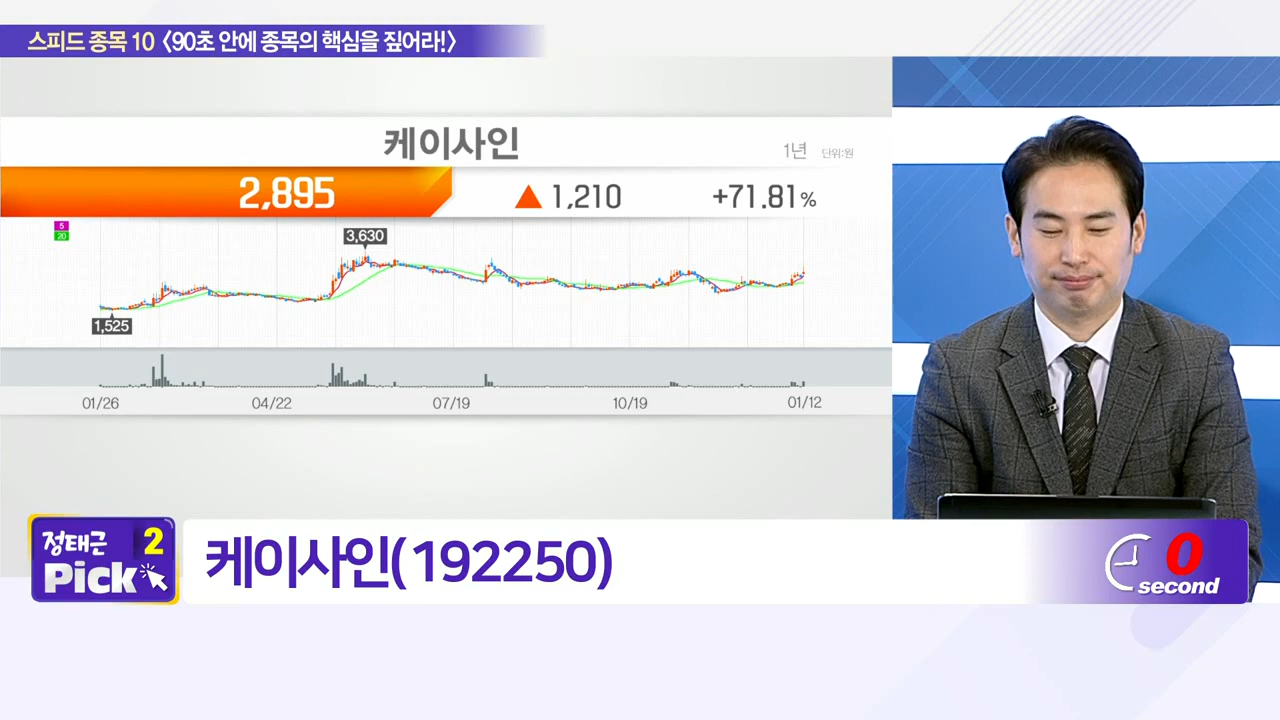 스피드 종목 10 〈90초 안에 종목의 핵심을 짚어라!〉
케이사인
1년 단위:원
2,895 ▲ 1,210 +71.81%
5
20
3,630
1,525
01/26 04/22 07/19 10/19 01/12
정태근 2
Pick
케이사인(192250)
0
second